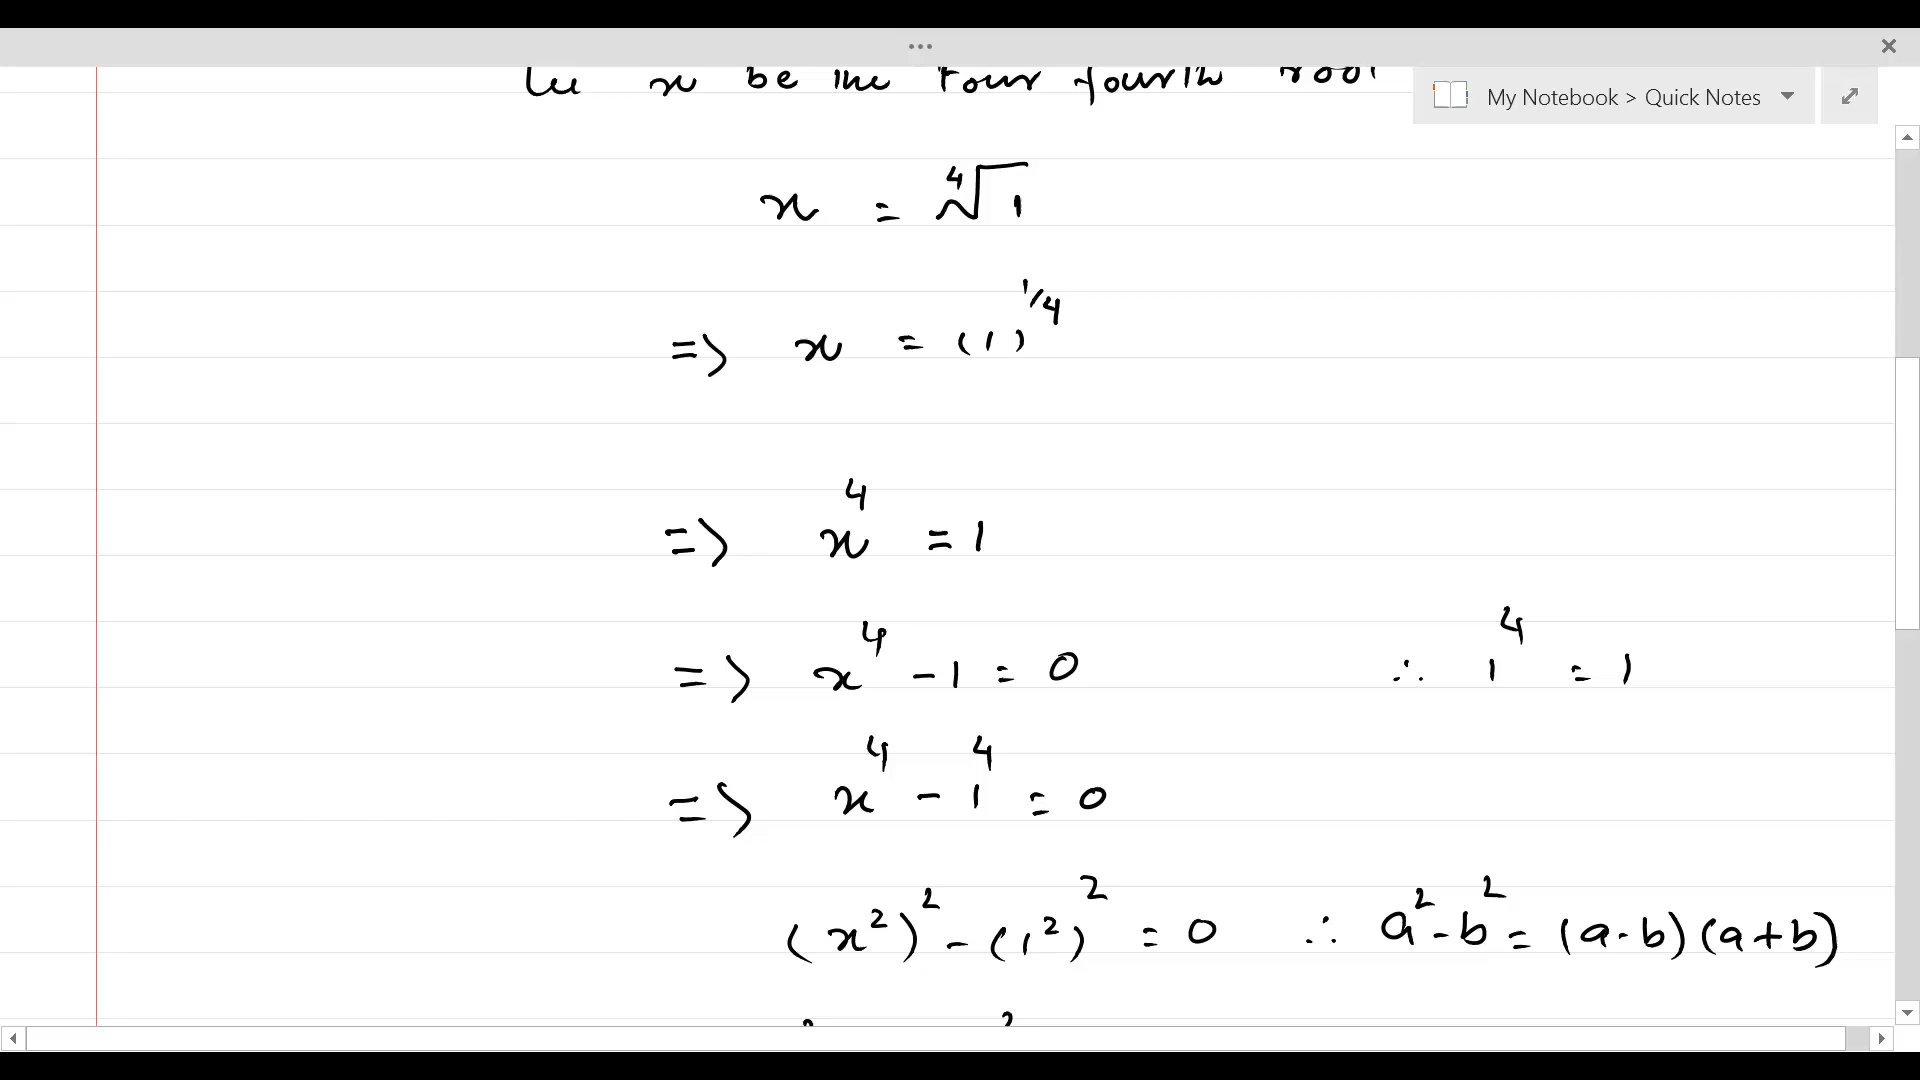 ...
Let x be the Four fourth root
My Notebook > Quick Notes
x = ⁴√1
=> x = (1)^1/4
=> x⁴ = 1
=> x⁴ - 1 = 0 ∴ 1⁴ = 1
=> x⁴ - 1⁴ = 0
(x²)² - (1²)² = 0 ∴ a² - b² = (a - b)(a + b)